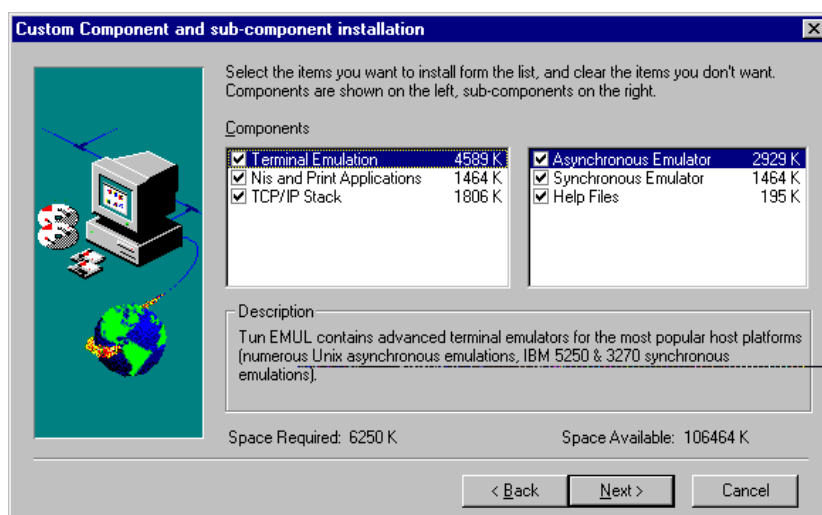 Custom Component and sub-component installation
Select the items you want to install form the list, and clear the items you don't want.
Components are shown on the left, sub-components on the right.
Components
Terminal Emulation 4589 K
Nis and Print Applications 1464 K
TCP/IP Stack 1806 K
Asynchronous Emulator 2929 K
Synchronous Emulator 1464 K
Help Files 195 K
Description
Tun EMUL contains advanced terminal emulators for the most popular host platforms
(numerous Unix asynchronous emulations, IBM 5250 & 3270 synchronous
emulations).
Space Required: 6250 K
Space Available: 106464 K
< Back
Next >
Cancel